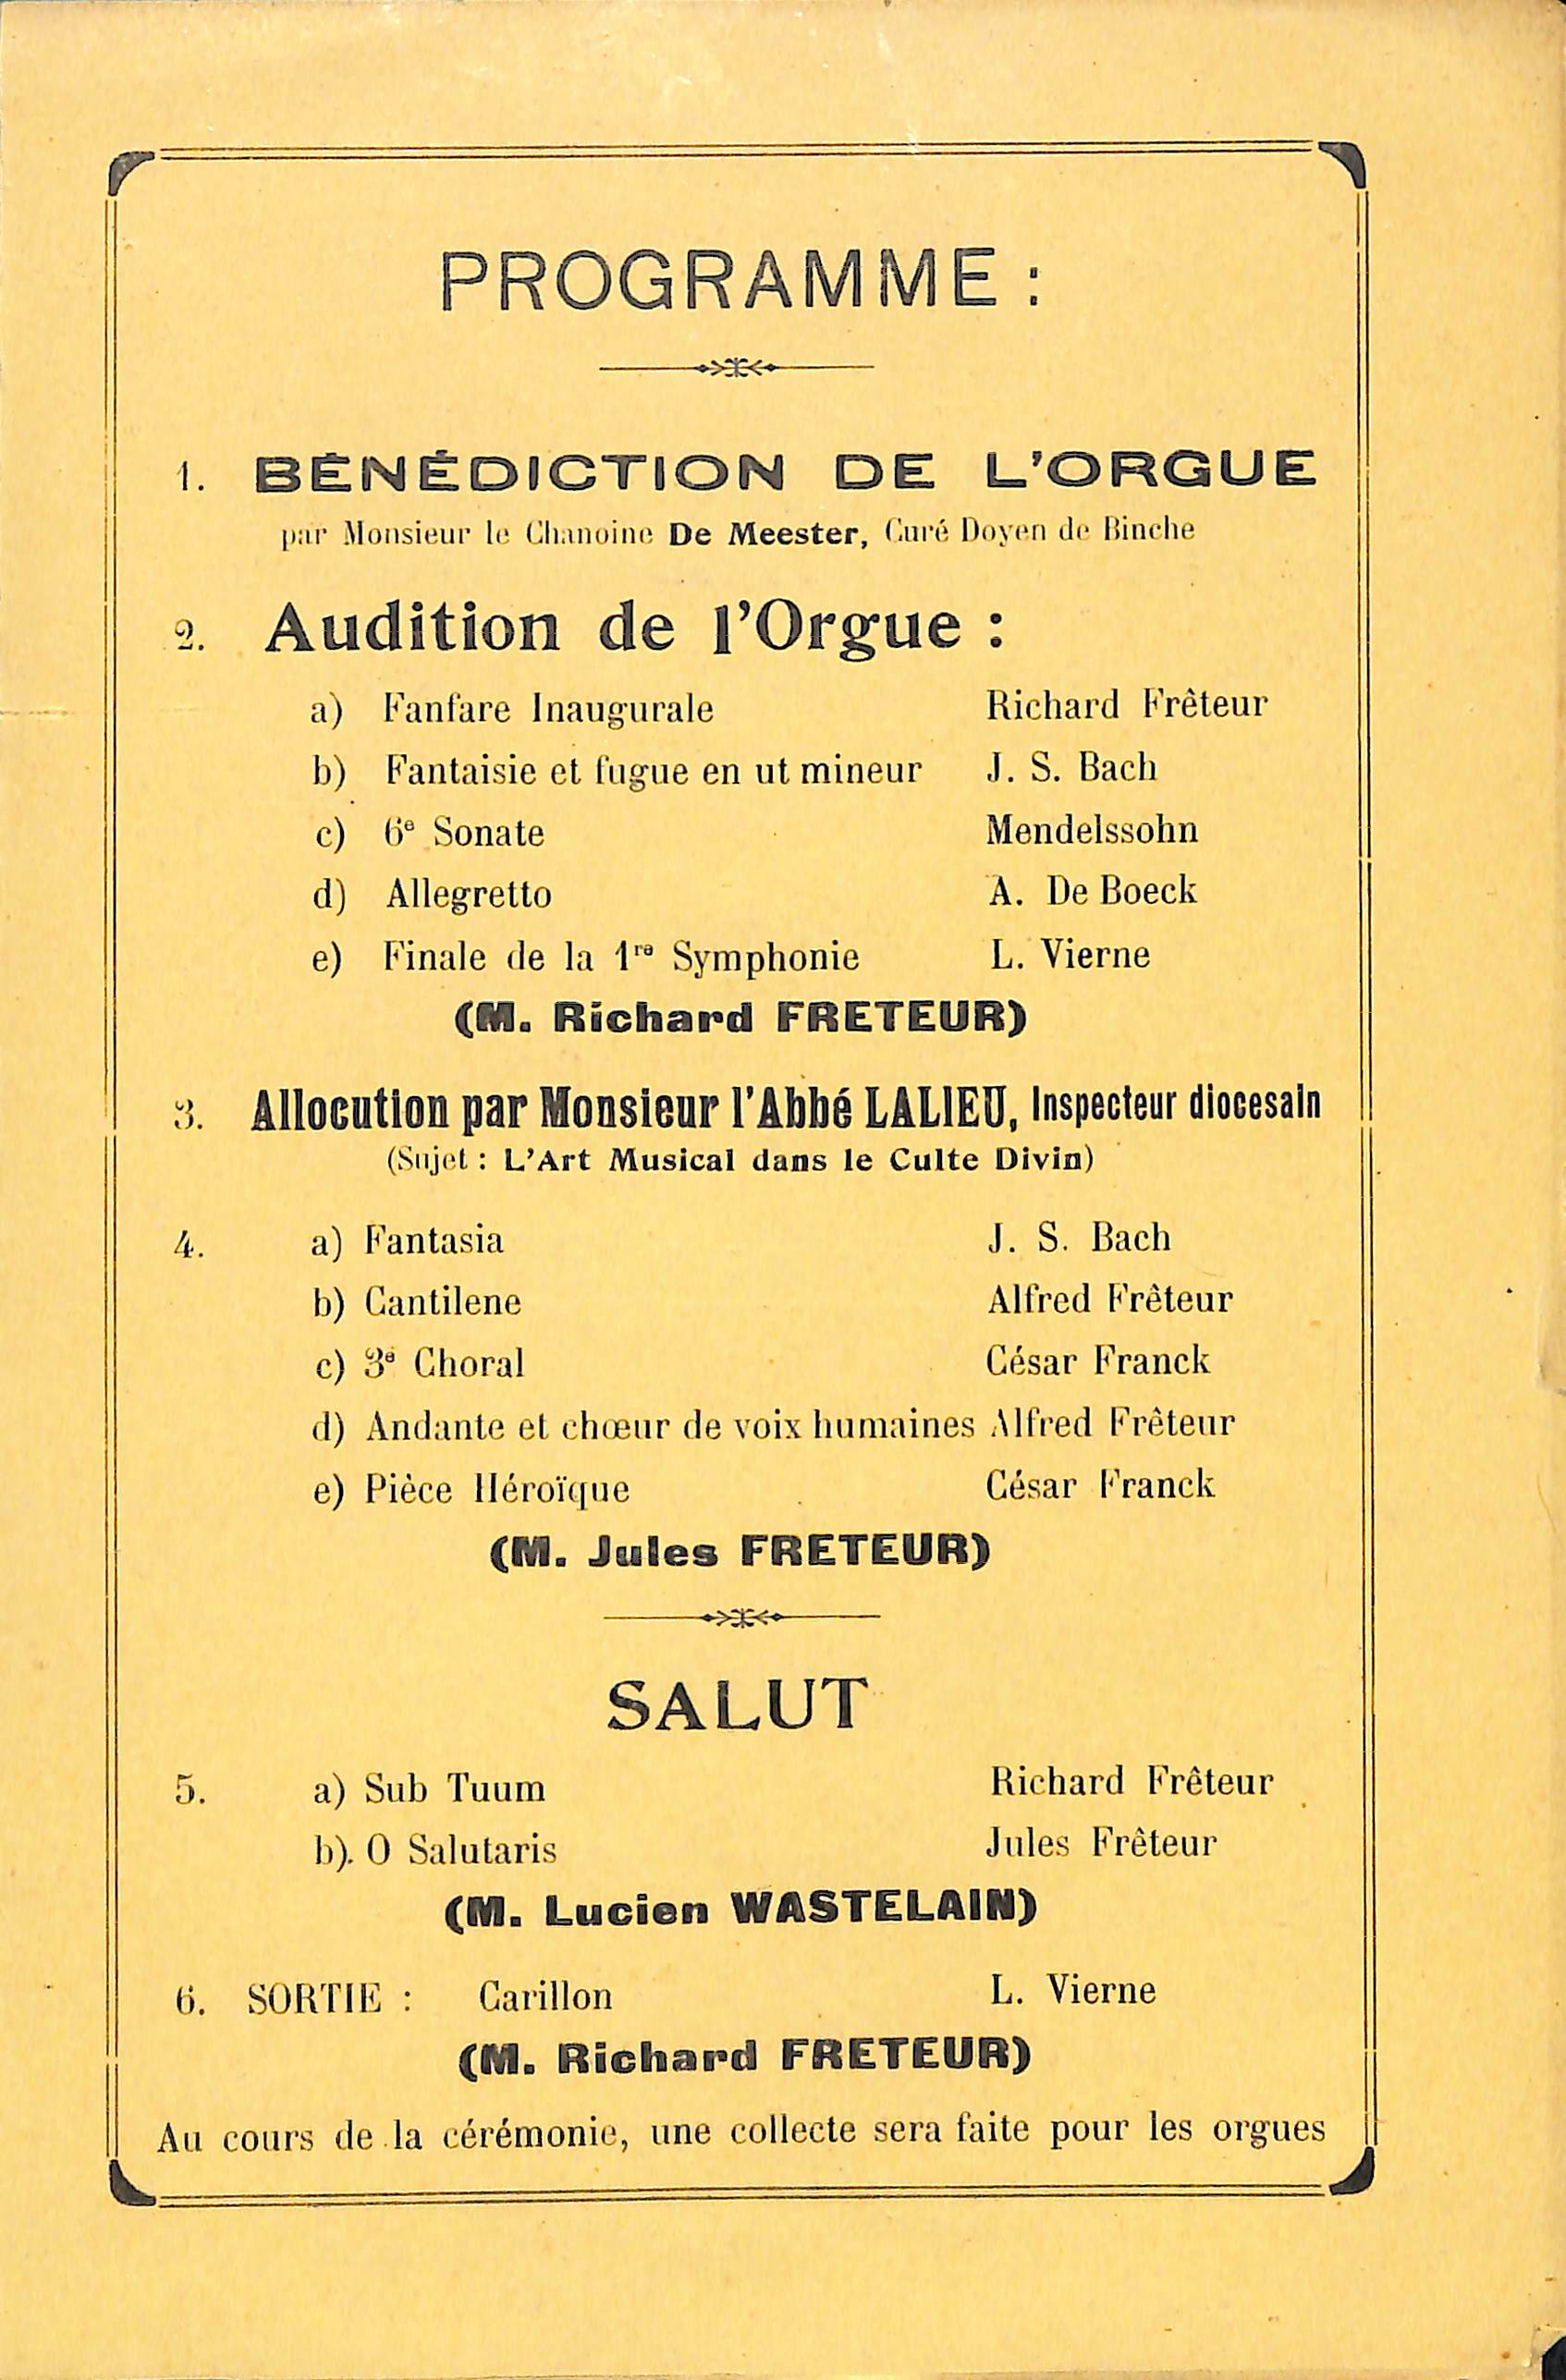 PROGRAMME :
1. BÉNÉDICTION DE L'ORGUE
par Monsieur le Chanoine De Meester, Curé Doyen de Binche
2. Audition de l'Orgue :
a) Fanfare Inaugurale Richard Frêteur
b) Fantaisie et fugue en ut mineur J. S. Bach
c) 6e Sonate Mendelssohn
d) Allegretto A. De Boeck
e) Finale de la 1re Symphonie L. Vierne
(M. Richard FRETEUR)
3. Allocution par Monsieur l'Abbé LALIEU, Inspecteur diocesain
(Sujet : L'Art Musical dans le Culte Divin)
4. a) Fantasia J. S. Bach
b) Cantilene Alfred Frêteur
c) 3e Choral César Franck
d) Andante et chœur de voix humaines Alfred Frêteur
e) Pièce Héroïque César Franck
(M. Jules FRETEUR)
SALUT
5. a) Sub Tuum Richard Frêteur
b). O Salutaris Jules Frêteur
(M. Lucien WASTELAIN)
6. SORTIE : Carillon L. Vierne
(M. Richard FRETEUR)
Au cours de la cérémonie, une collecte sera faite pour les orgues